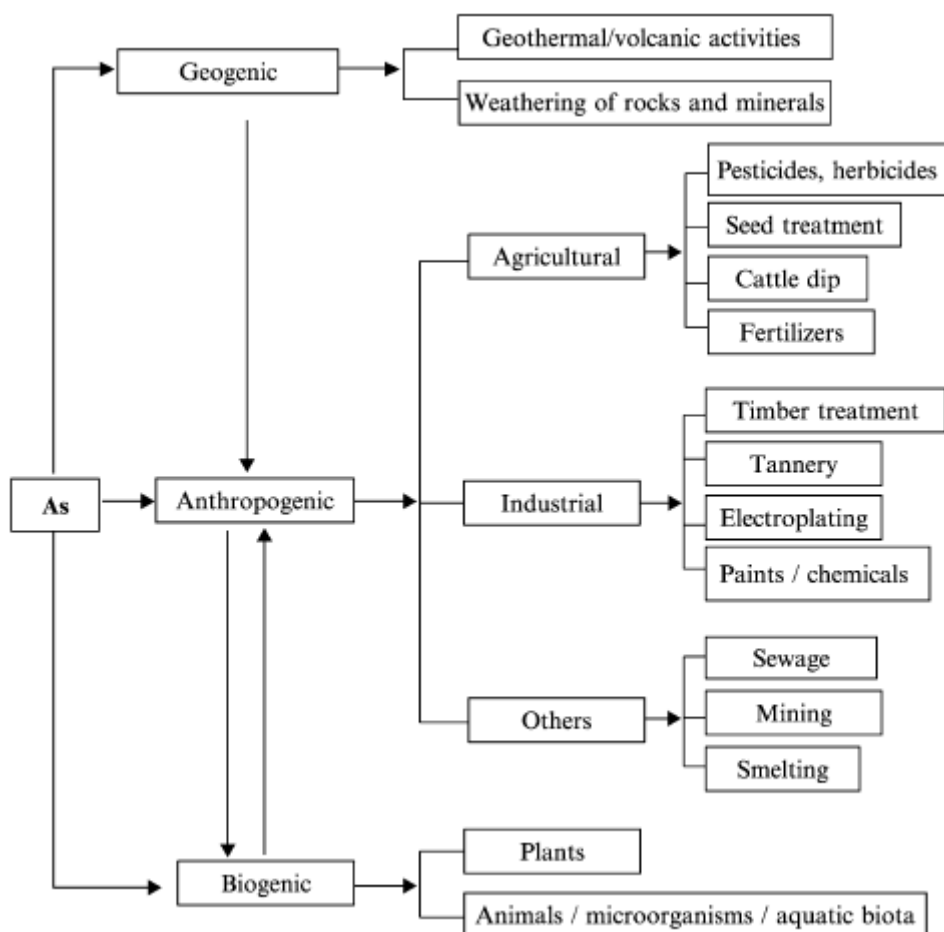 Geothermal/volcanic activities
Geogenic
Weathering of rocks and minerals
Pesticides, herbicides
Seed treatment
Agricultural
Cattle dip
Fertilizers
Timber treatment
Tannery
As
Anthropogenic
Industrial
Electroplating
Paints / chemicals
Sewage
Others
Mining
Smelting
Plants
Biogenic
Animals / microorganisms / aquatic biota